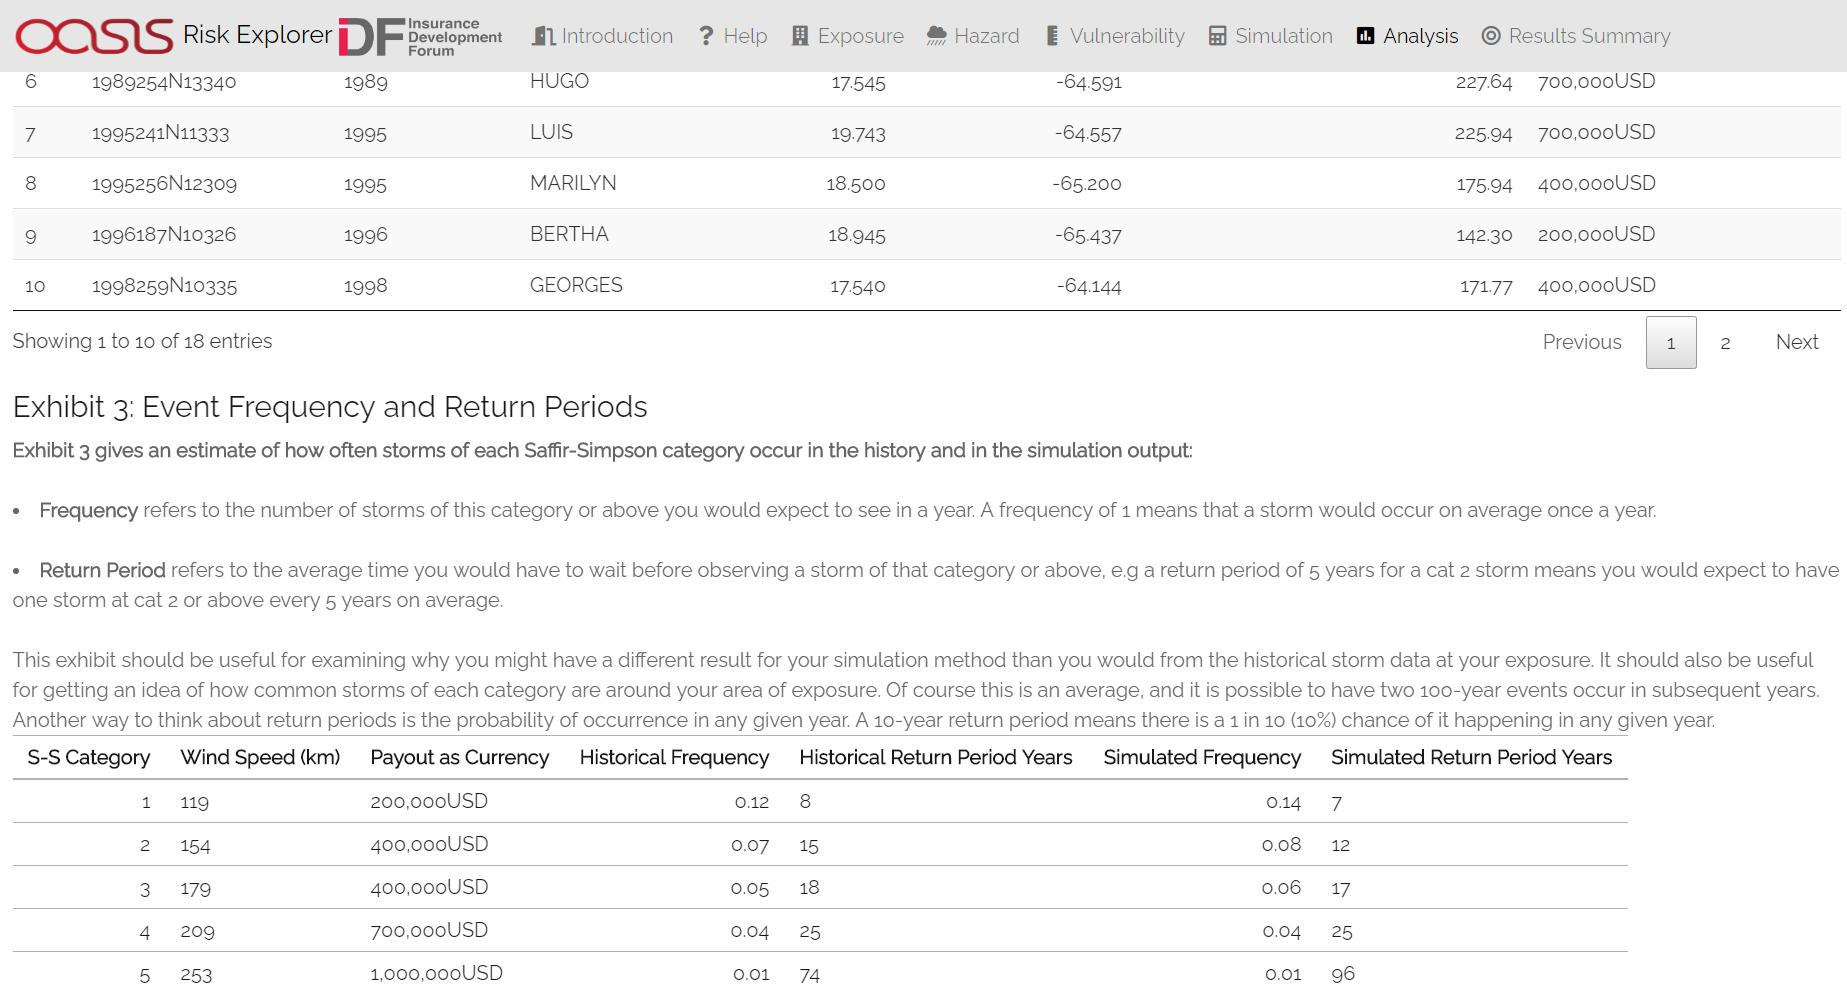 OASIS Risk Explorer iDF Insurance Development Forum Introduction ? Help Exposure Hazard Vulnerability Simulation Analysis Results Summary
6 1989254N13340 1989 HUGO 17.545 -64.591 227.64 700,000USD
7 1995241N11333 1995 LUIS 19.743 -64.557 225.94 700,000USD
8 1995256N12309 1995 MARILYN 18.500 -65.200 175.94 400,000USD
9 1996187N10326 1996 BERTHA 18.945 -65.437 142.30 200,000USD
10 1998259N10335 1998 GEORGES 17.540 -64.144 171.77 400,000USD
Showing 1 to 10 of 18 entries Previous 1 2 Next
Exhibit 3: Event Frequency and Return Periods
Exhibit 3 gives an estimate of how often storms of each Saffir-Simpson category occur in the history and in the simulation output:
• Frequency refers to the number of storms of this category or above you would expect to see in a year. A frequency of 1 means that a storm would occur on average once a year.
• Return Period refers to the average time you would have to wait before observing a storm of that category or above, e.g a return period of 5 years for a cat 2 storm means you would expect to have
one storm at cat 2 or above every 5 years on average.
This exhibit should be useful for examining why you might have a different result for your simulation method than you would from the historical storm data at your exposure. It should also be useful
for getting an idea of how common storms of each category are around your area of exposure. Of course this is an average, and it is possible to have two 100-year events occur in subsequent years.
Another way to think about return periods is the probability of occurrence in any given year. A 10-year return period means there is a 1 in 10 (10%) chance of it happening in any given year.
S-S Category Wind Speed (km) Payout as Currency Historical Frequency Historical Return Period Years Simulated Frequency Simulated Return Period Years
1 119 200,000USD 0.12 8 0.14 7
2 154 400,000USD 0.07 15 0.08 12
3 179 400,000USD 0.05 18 0.06 17
4 209 700,000USD 0.04 25 0.04 25
5 253 1,000,000USD 0.01 74 0.01 96